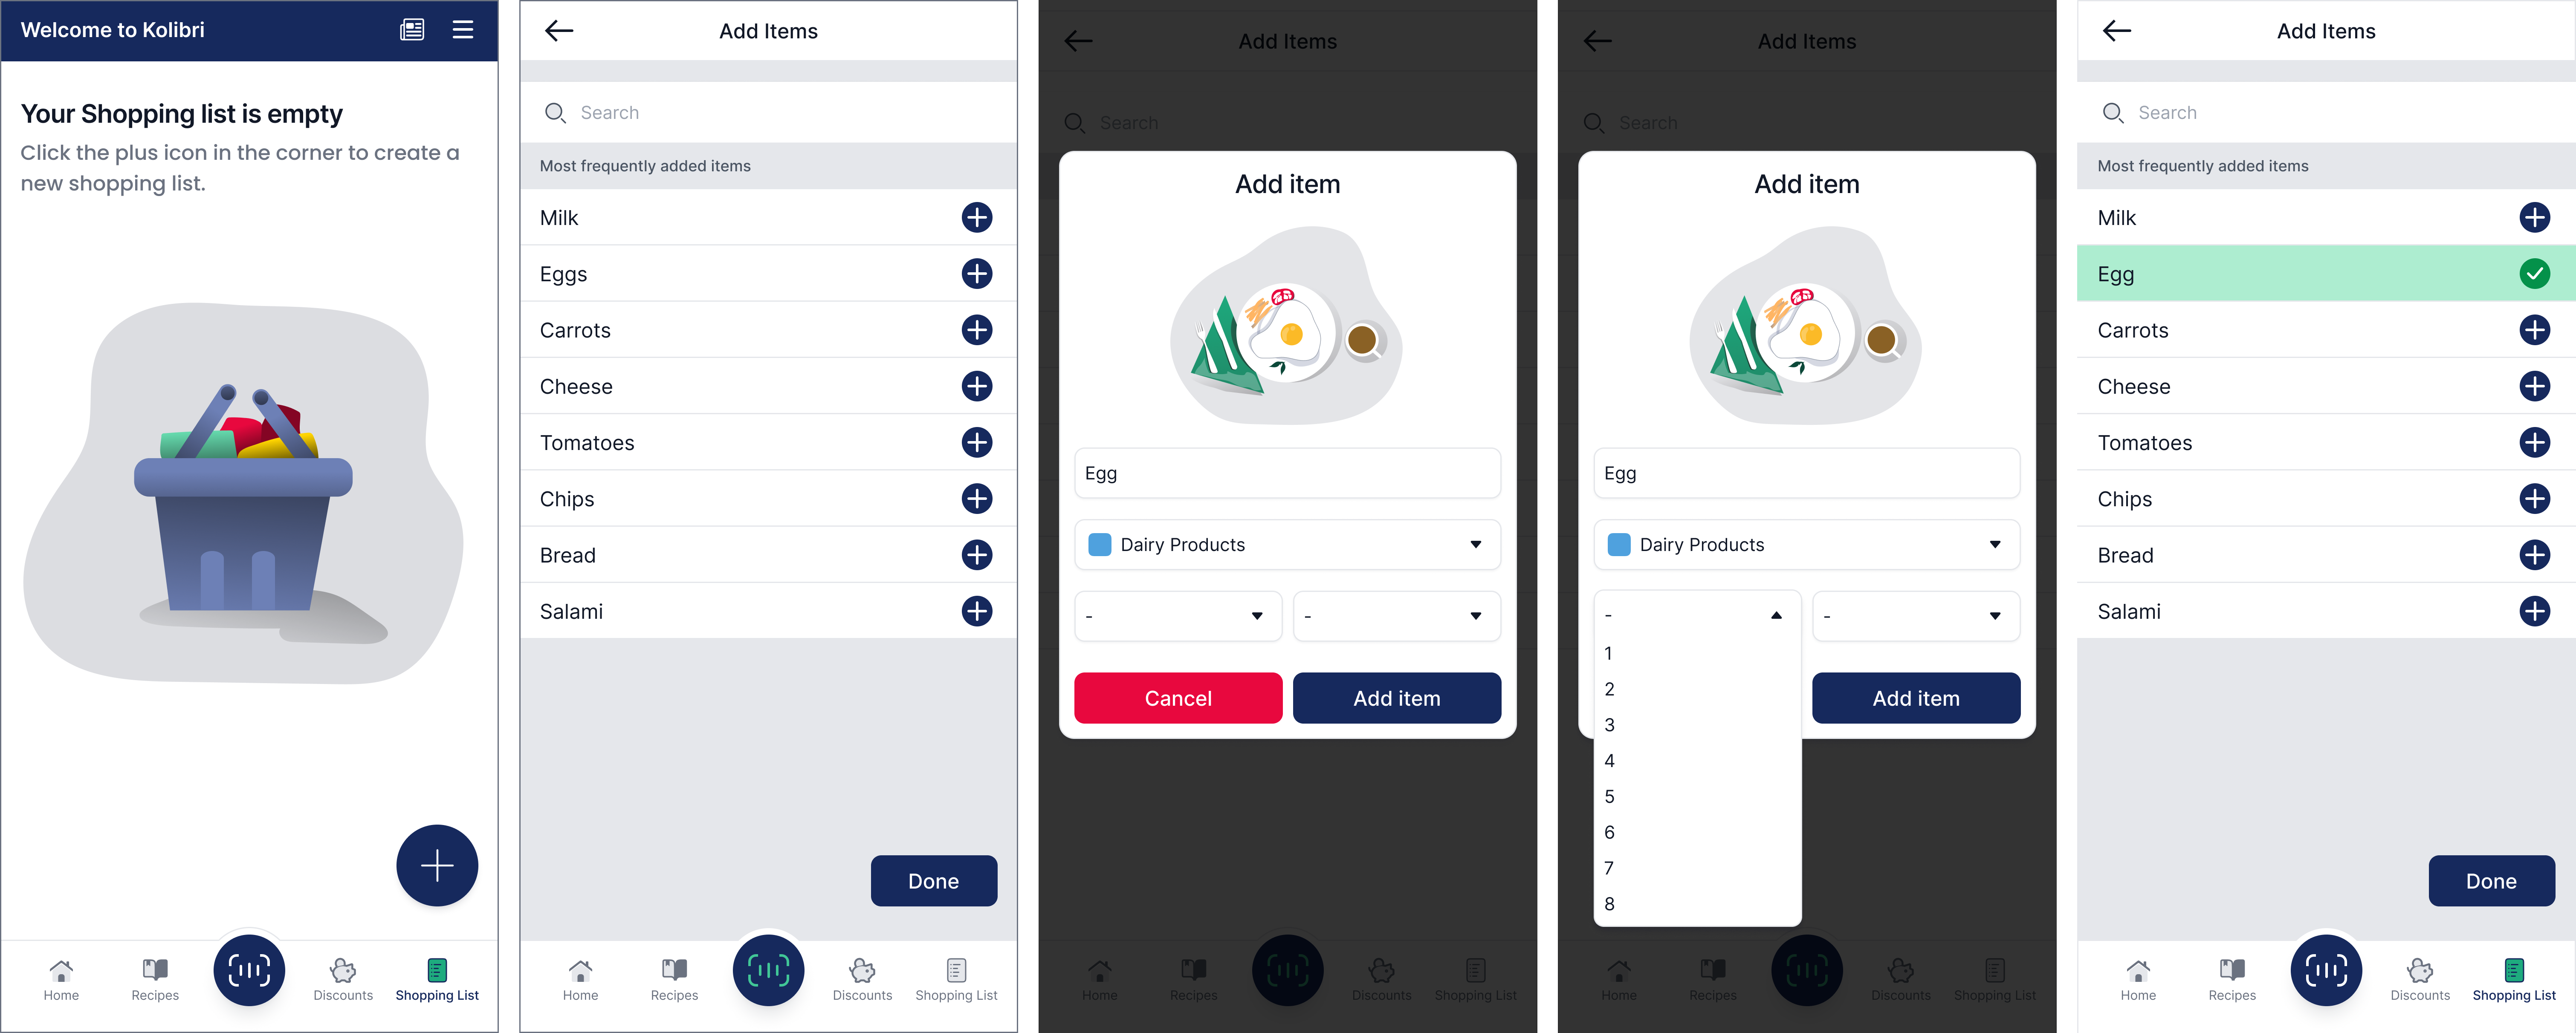 Welcome to Kolibri
Your Shopping list is empty
Click the plus icon in the corner to create a
new shopping list.
Home
Recipes
Discounts
Shopping List
Add Items
Search
Most frequently added items
Milk
Eggs
Carrots
Cheese
Tomatoes
Chips
Bread
Salami
Done
Home
Recipes
Discounts
Shopping List
Add Items
Search
Add item
Egg
Dairy Products
-
-
Cancel
Add item
Home
Recipes
Discounts
Shopping List
Add Items
Search
Add item
Egg
Dairy Products
-
-
1
2
3
4
5
6
7
8
Add item
Home
Recipes
Discounts
Shopping List
Add Items
Search
Most frequently added items
Milk
Egg
Carrots
Cheese
Tomatoes
Chips
Bread
Salami
Done
Home
Recipes
Discounts
Shopping List